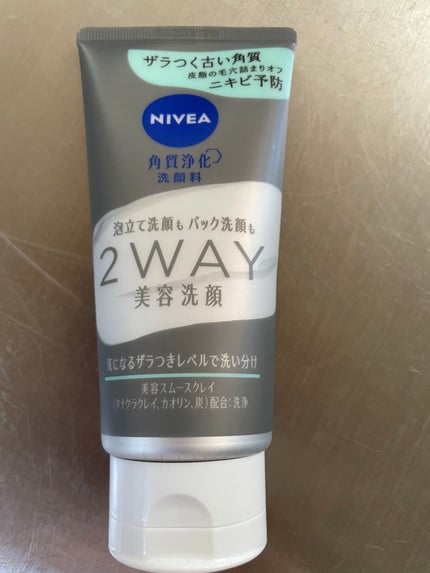 ザラつく古い角質
皮脂の毛穴詰まりオフ
ニキビ予防
NIVEA
角質浄化
洗顔料
泡立て洗顔も パック洗顔も
2 WAY
美容洗顔
気になるザラつきレベルで洗い分け
美容スムースクレイ
(タナクラクレイ、カオリン、炭)配合:洗浄